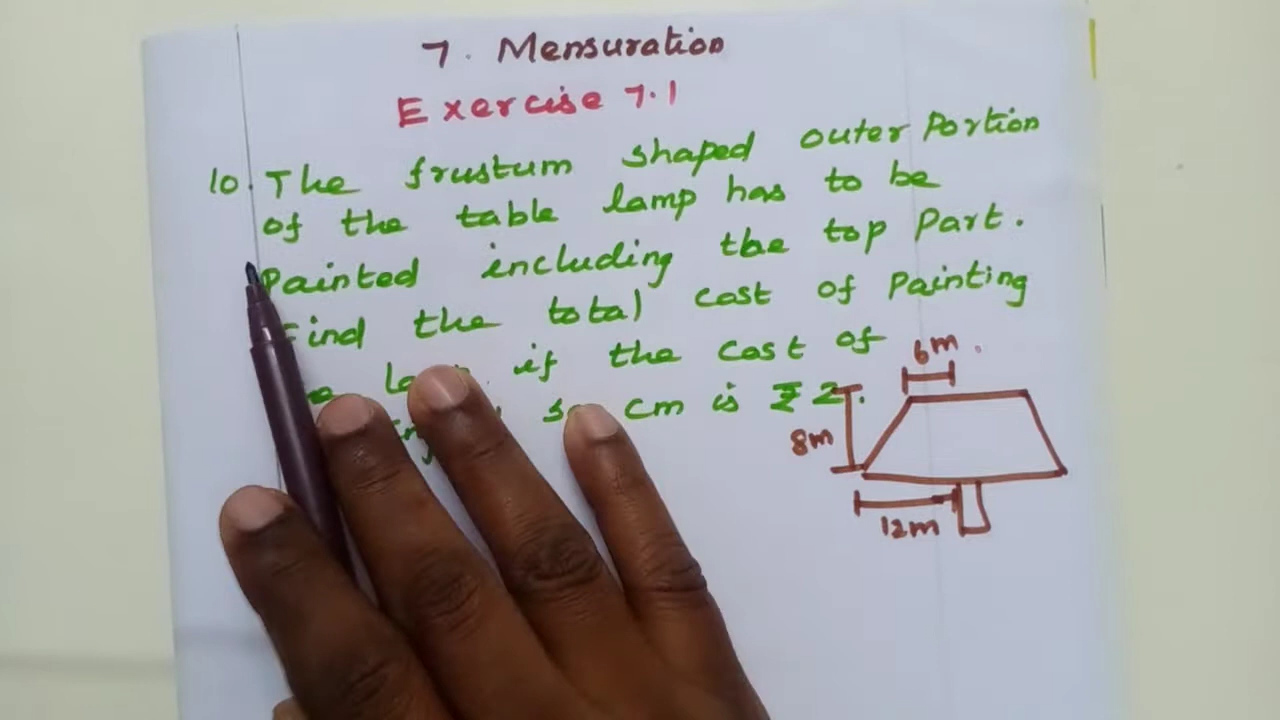 7. Mensuration
Exercise 7.1
10. The frustum shaped outer Portion
of the table lamp has to be
Painted including the top Part.
Find the total cost of Painting
if the cost of
cm is ₹ 2.
6m
8m
12m